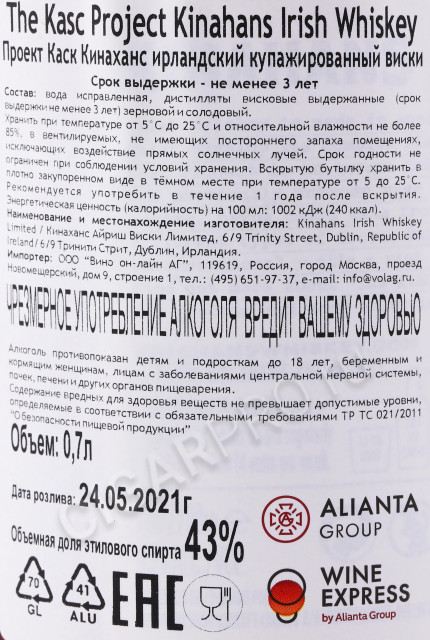 The Kasc Project Kinahans Irish Whiskey
Проект Каск Кинаханс ирландский купажированный виски
Срок выдержки - не менее 3 лет
Состав: вода исправленная, дистилляты висковые выдержанные (срок
выдержки не менее 3 лет) зерновой и солодовый.
Хранить при температуре от 5˚С до 25˚С и относительной влажности не более
85%, в вентилируемых, не имеющих постороннего запаха помещениях,
исключающих воздействие прямых солнечных лучей. Срок годности не
ограничен при соблюдении условий хранения. Вскрытую бутылку хранить в
плотно закупоренном виде в тёмном месте при температуре от 5 до 25˚С.
Рекомендуется употребить в течение 1 года после вскрытия.
Энергетическая ценность (калорийность) на 100 мл: 1002 кДж (240 ккал).
Наименование и местонахождение изготовителя: Kinahans Irish Whiskey
Limited / Кинаханс Айриш Виски Лимитед, 6/9 Trinity Street, Dublin, Republic of
Ireland/ 6/9 Тринити Стрит, Дублин, Ирландия.
Импортер: ООО "Вино он-лайн АГ", 119619, Россия, город Москва, проезд
Новомещерский, дом 9, строение 1, тел.: (495) 651-97-37, e-mail: info@volag.ru.
ЧРЕЗМЕРНОЕ УПОТРЕБЛЕНИЕ АЛКОГОЛЯ ВРЕДИТ ВАШЕМУ ЗДОРОВЬЮ
Алкоголь противопоказан детям и подросткам до 18 лет, беременным и
кормящим женщинам, лицам с заболеваниями центральной нервной системы,
почек, печени и других органов пищеварения.
Содержание вредных для здоровья веществ не превышает допустимые уровни,
определяемые в соответствии с обязательными требованиями ТР ТС 021/2011
"О безопасности пищевой продукции"
Объем: 0,7л
Дата розлива: 24.05.2021г
Объемная доля этилового спирта 43%
ALIANTA
GROUP
70
GL
41
ALU
EAC
WINE
EXPRESS
by Alianta Group
CIGARPRO.RU